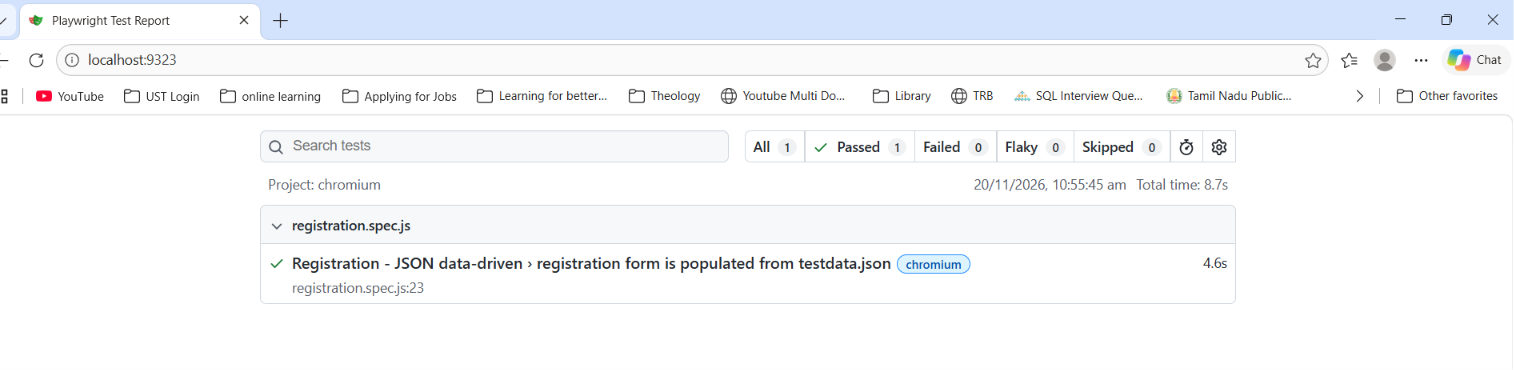 Playwright Test Report
localhost:9323
Chat
YouTube UST Login online learning Applying for Jobs Learning for better... Theology Youtube Multi Do... Library TRB SQL Interview Que... Tamil Nadu Public... Other favorites
Search tests
All 1 Passed 1 Failed 0 Flaky 0 Skipped 0
Project: chromium
20/11/2026, 10:55:45 am Total time: 8.7s
registration.spec.js
Registration - JSON data-driven › registration form is populated from testdata.json chromium 4.6s
registration.spec.js:23